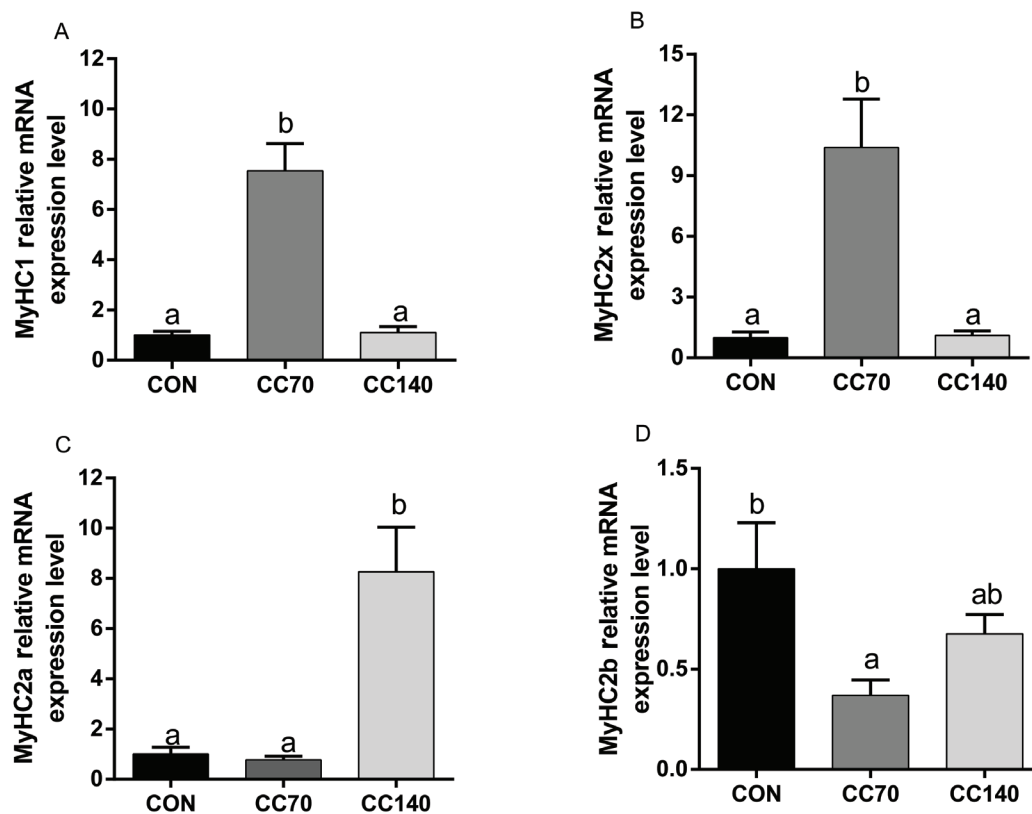 A
MyHC1 relative mRNA
expression level
12
10
8
6
4
2
0
a
b
a
CON CC70 CC140
B
MyHC2x relative mRNA
expression level
15
12
9
6
3
0
a
b
a
CON CC70 CC140
C
MyHC2a relative mRNA
expression level
12
10
8
6
4
2
0
a
a
b
CON CC70 CC140
D
MyHC2b relative mRNA
expression level
1.5
1.0
0.5
0.0
b
a
ab
CON CC70 CC140